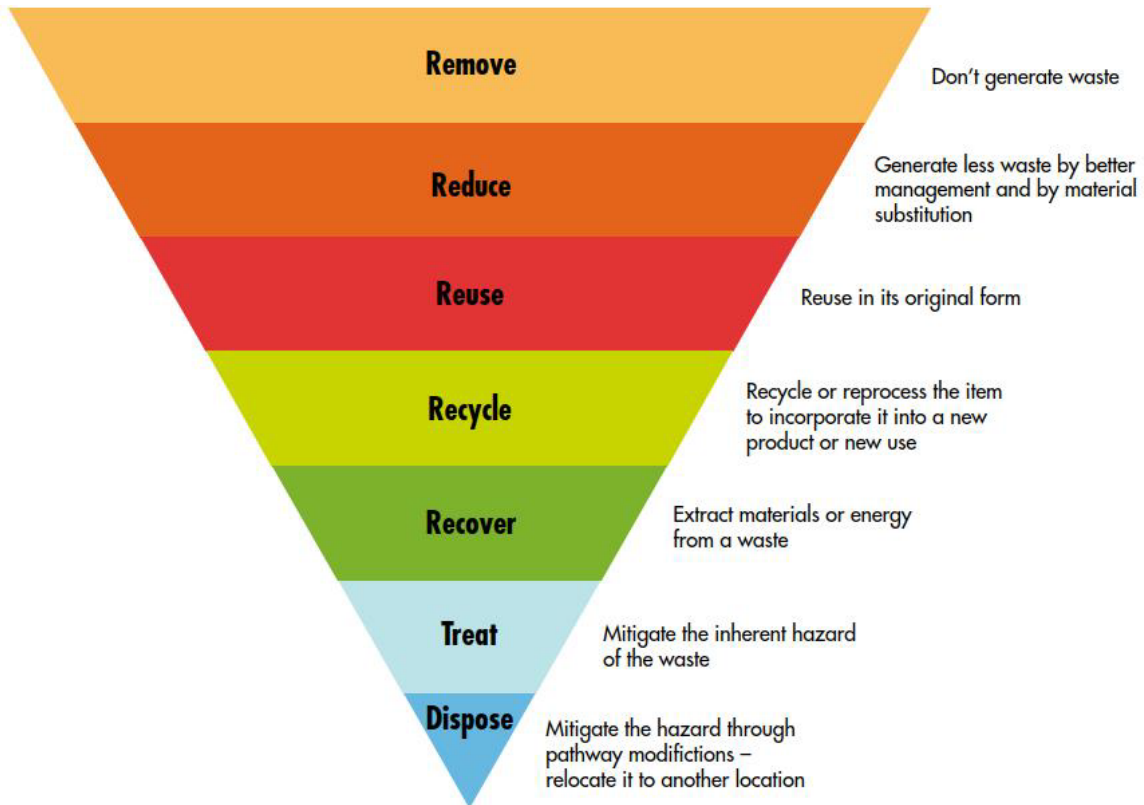 Remove
Don't generate waste
Reduce
Generate less waste by better
management and by material
substitution
Reuse
Reuse in its original form
Recycle
Recycle or reprocess the item
to incorporate it into a new
product or new use
Recover
Extract materials or energy
from a waste
Treat
Mitigate the inherent hazard
of the waste
Dispose
Mitigate the hazard through
pathway modifictions –
relocate it to another location